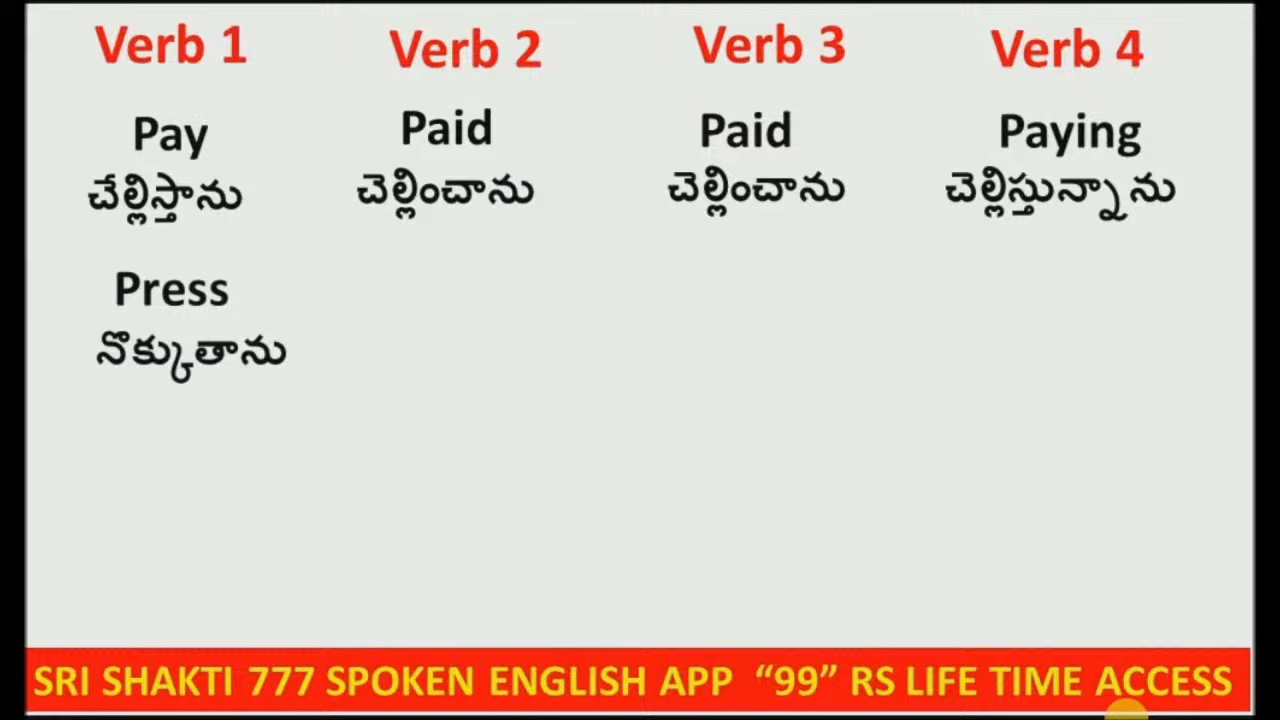 Verb 1 Verb 2 Verb 3 Verb 4
Pay Paid Paid Paying
చేల్లిస్తాను చెల్లించాను చెల్లించాను చెల్లిస్తున్నాను
Press
నొక్కుతాను
SRI SHAKTI 777 SPOKEN ENGLISH APP “99” RS LIFE TIME ACCESS